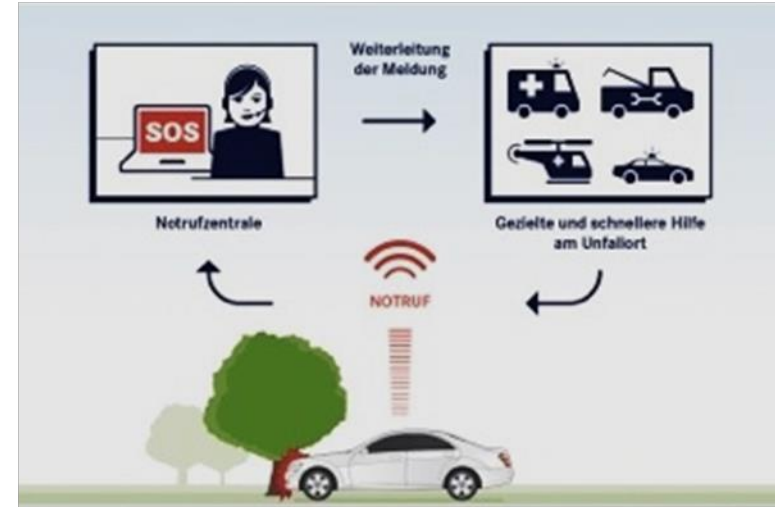 Weiterleitung
der Meldung
SOS
Notrufzentrale
Gezielte und schnellere Hilfe
am Unfallort
NOTRUF